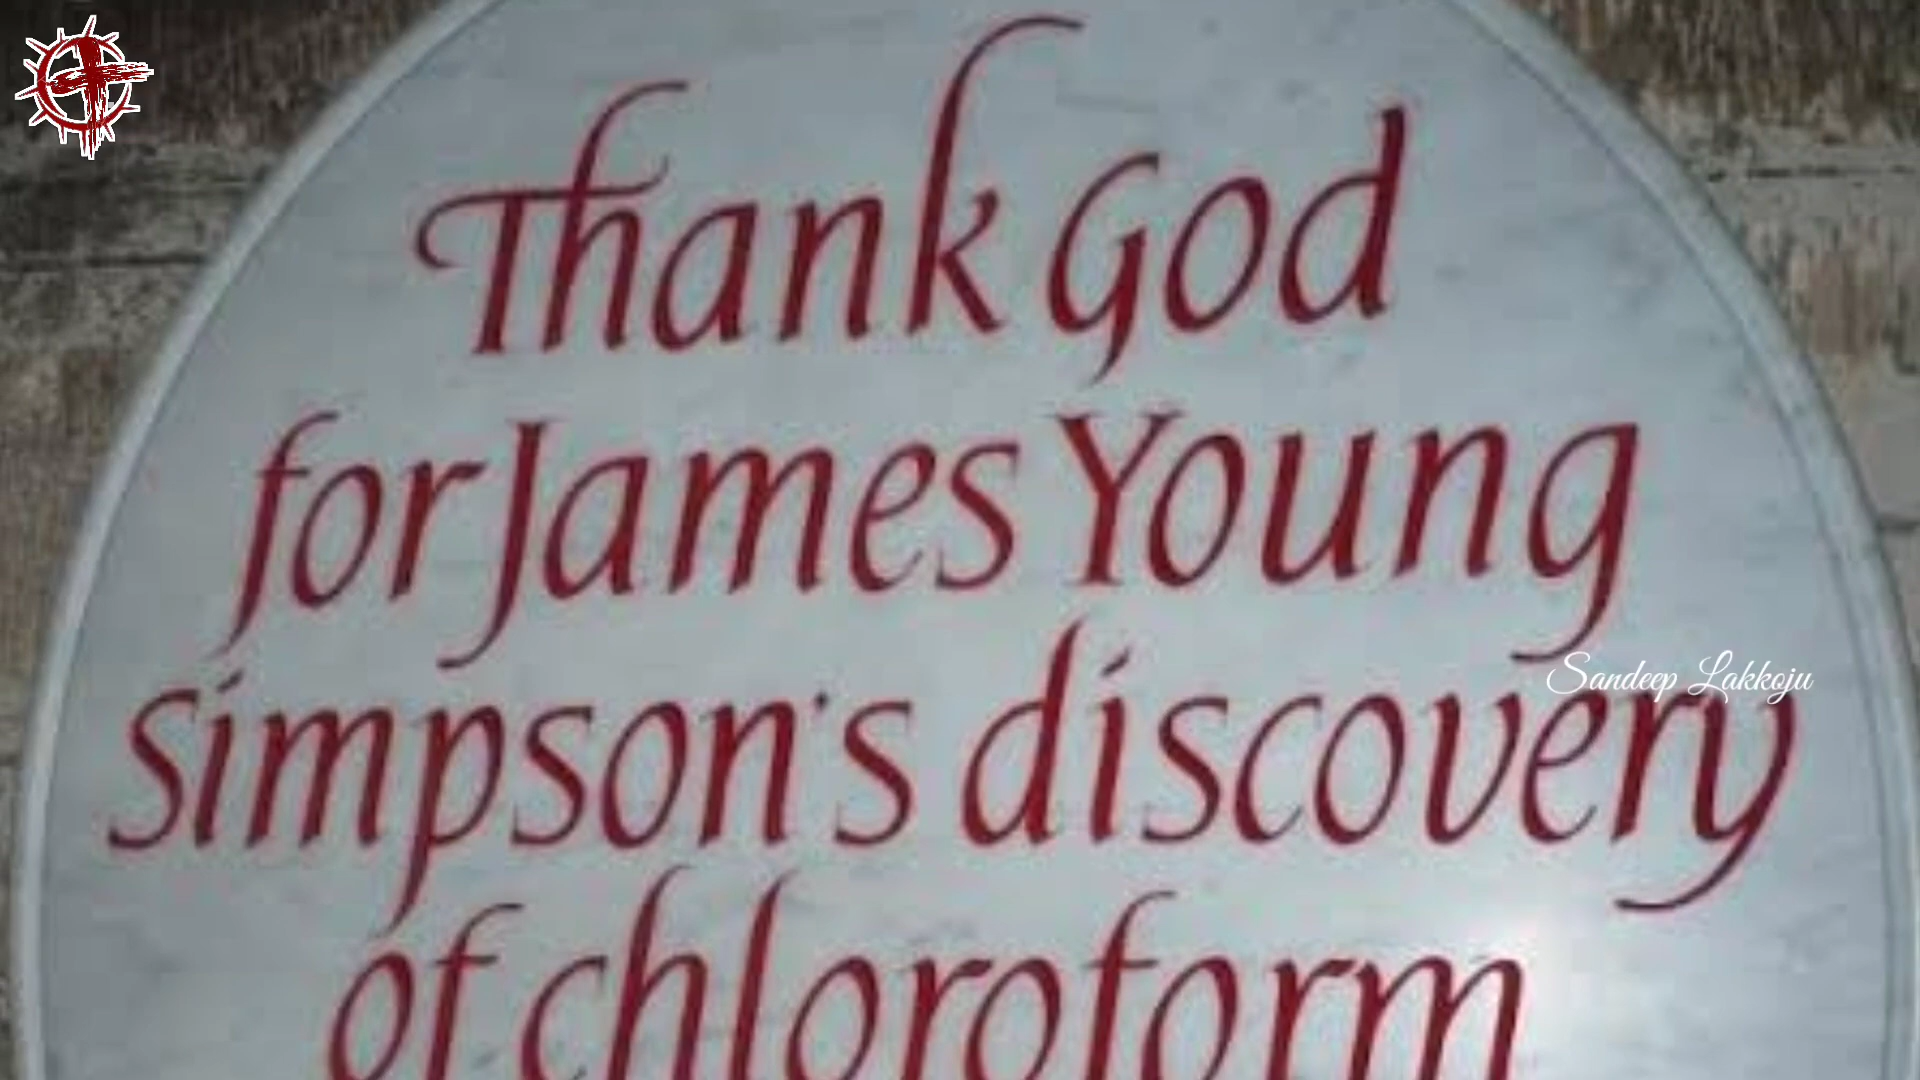 Thank God
for James Young
Simpson's discovery
Sandeep Lakkoju
of chloroform